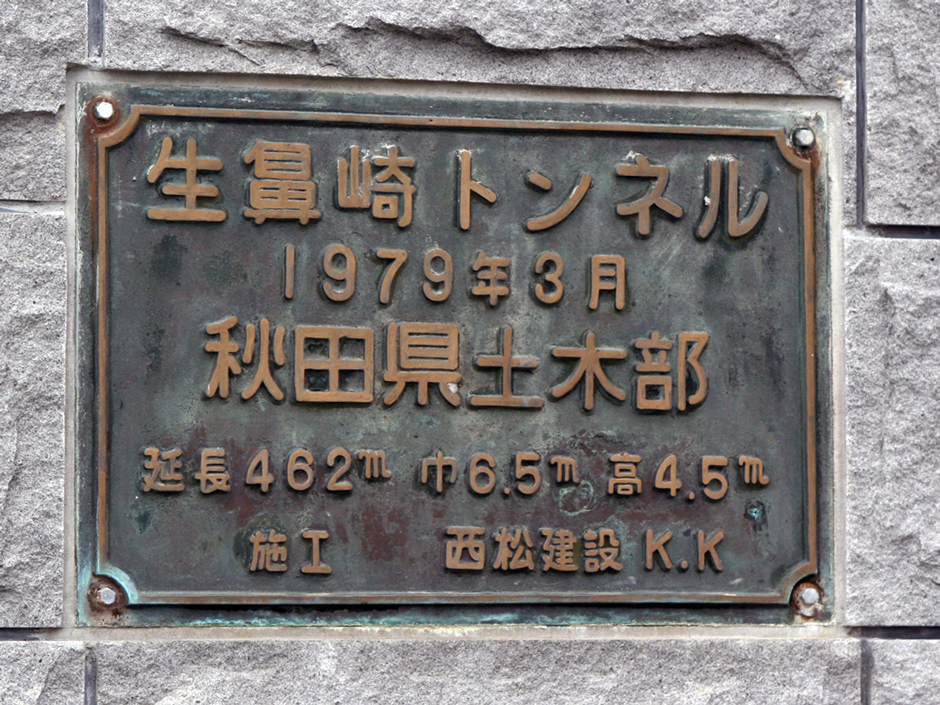 生鼻崎トンネル
1979年3月
秋田県土木部
延長462m 巾6.5m 高4.5m
施工 西松建設K.K